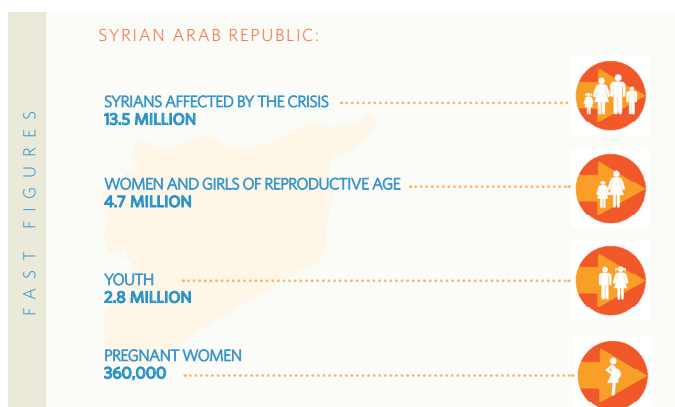 SYRIAN ARAB REPUBLIC:
FAST FIGURES
SYRIANS AFFECTED BY THE CRISIS
13.5 MILLION
WOMEN AND GIRLS OF REPRODUCTIVE AGE
4.7 MILLION
YOUTH
2.8 MILLION
PREGNANT WOMEN
360,000